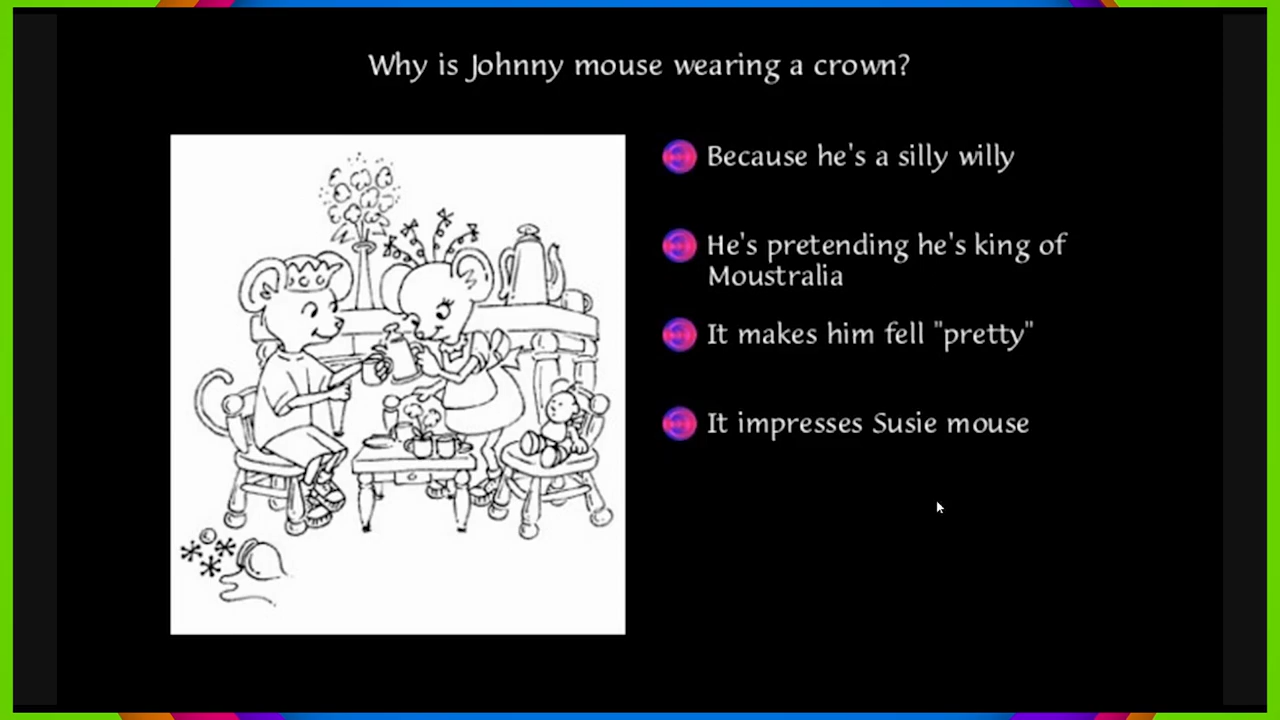 Why is Johnny mouse wearing a crown?
Because he's a silly willy
He's pretending he's king of
Moustralia
It makes him fell "pretty"
It impresses Susie mouse